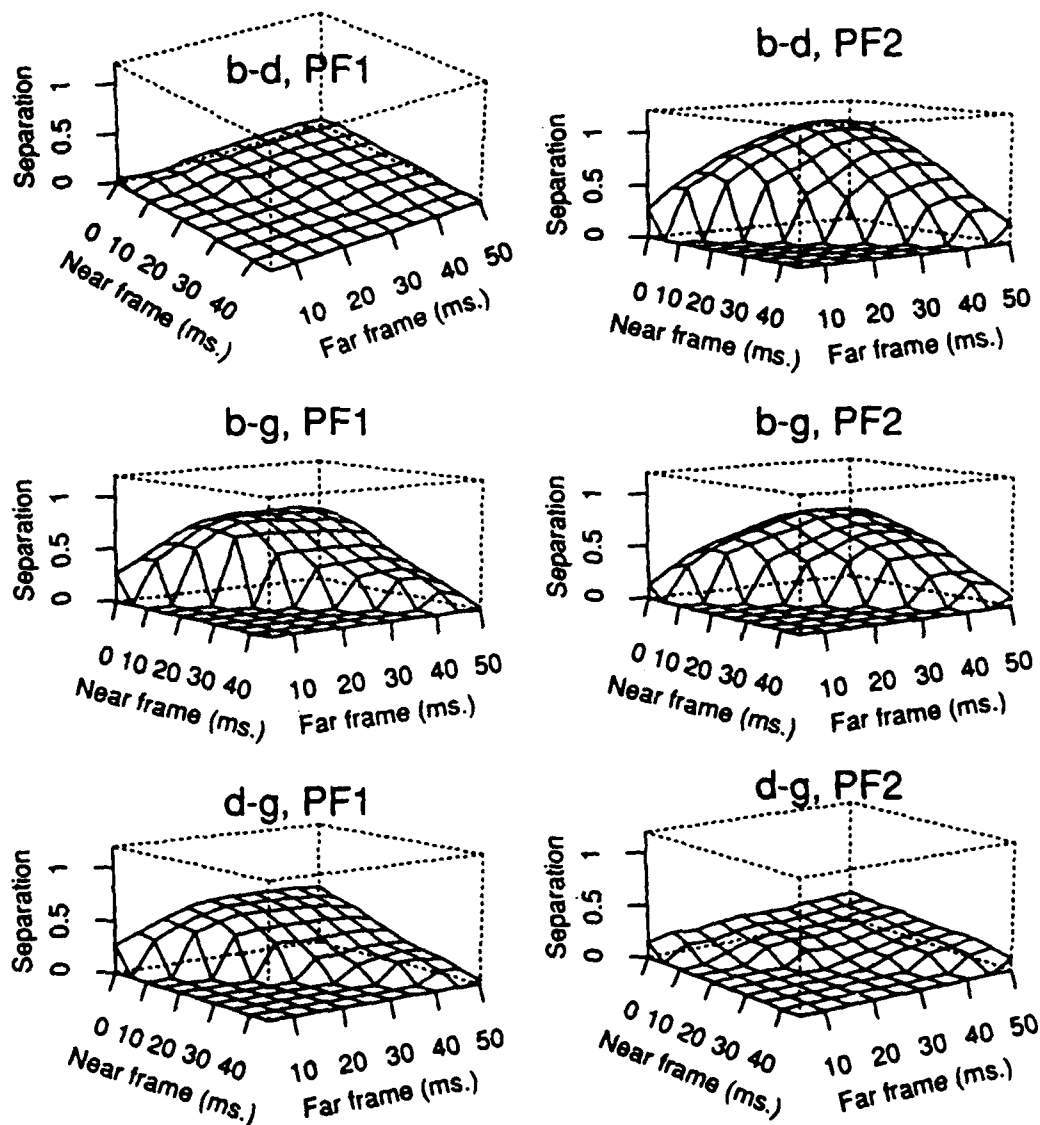 b-d, PF1
Separation
0 0.5 1
0 10 20 30 40
Near frame (ms.)
10 20 30 40 50
Far frame (ms.)
b-d, PF2
Separation
0 0.5 1
0 10 20 30 40
Near frame (ms.)
10 20 30 40 50
Far frame (ms.)
b-g, PF1
Separation
0 0.5 1
0 10 20 30 40
Near frame (ms.)
10 20 30 40 50
Far frame (ms.)
b-g, PF2
Separation
0 0.5 1
0 10 20 30 40
Near frame (ms.)
10 20 30 40 50
Far frame (ms.)
d-g, PF1
Separation
0 0.5 1
0 10 20 30 40
Near frame (ms.)
10 20 30 40 50
Far frame (ms.)
d-g, PF2
Separation
0 0.5 1
0 10 20 30 40
Near frame (ms.)
10 20 30 40 50
Far frame (ms.)